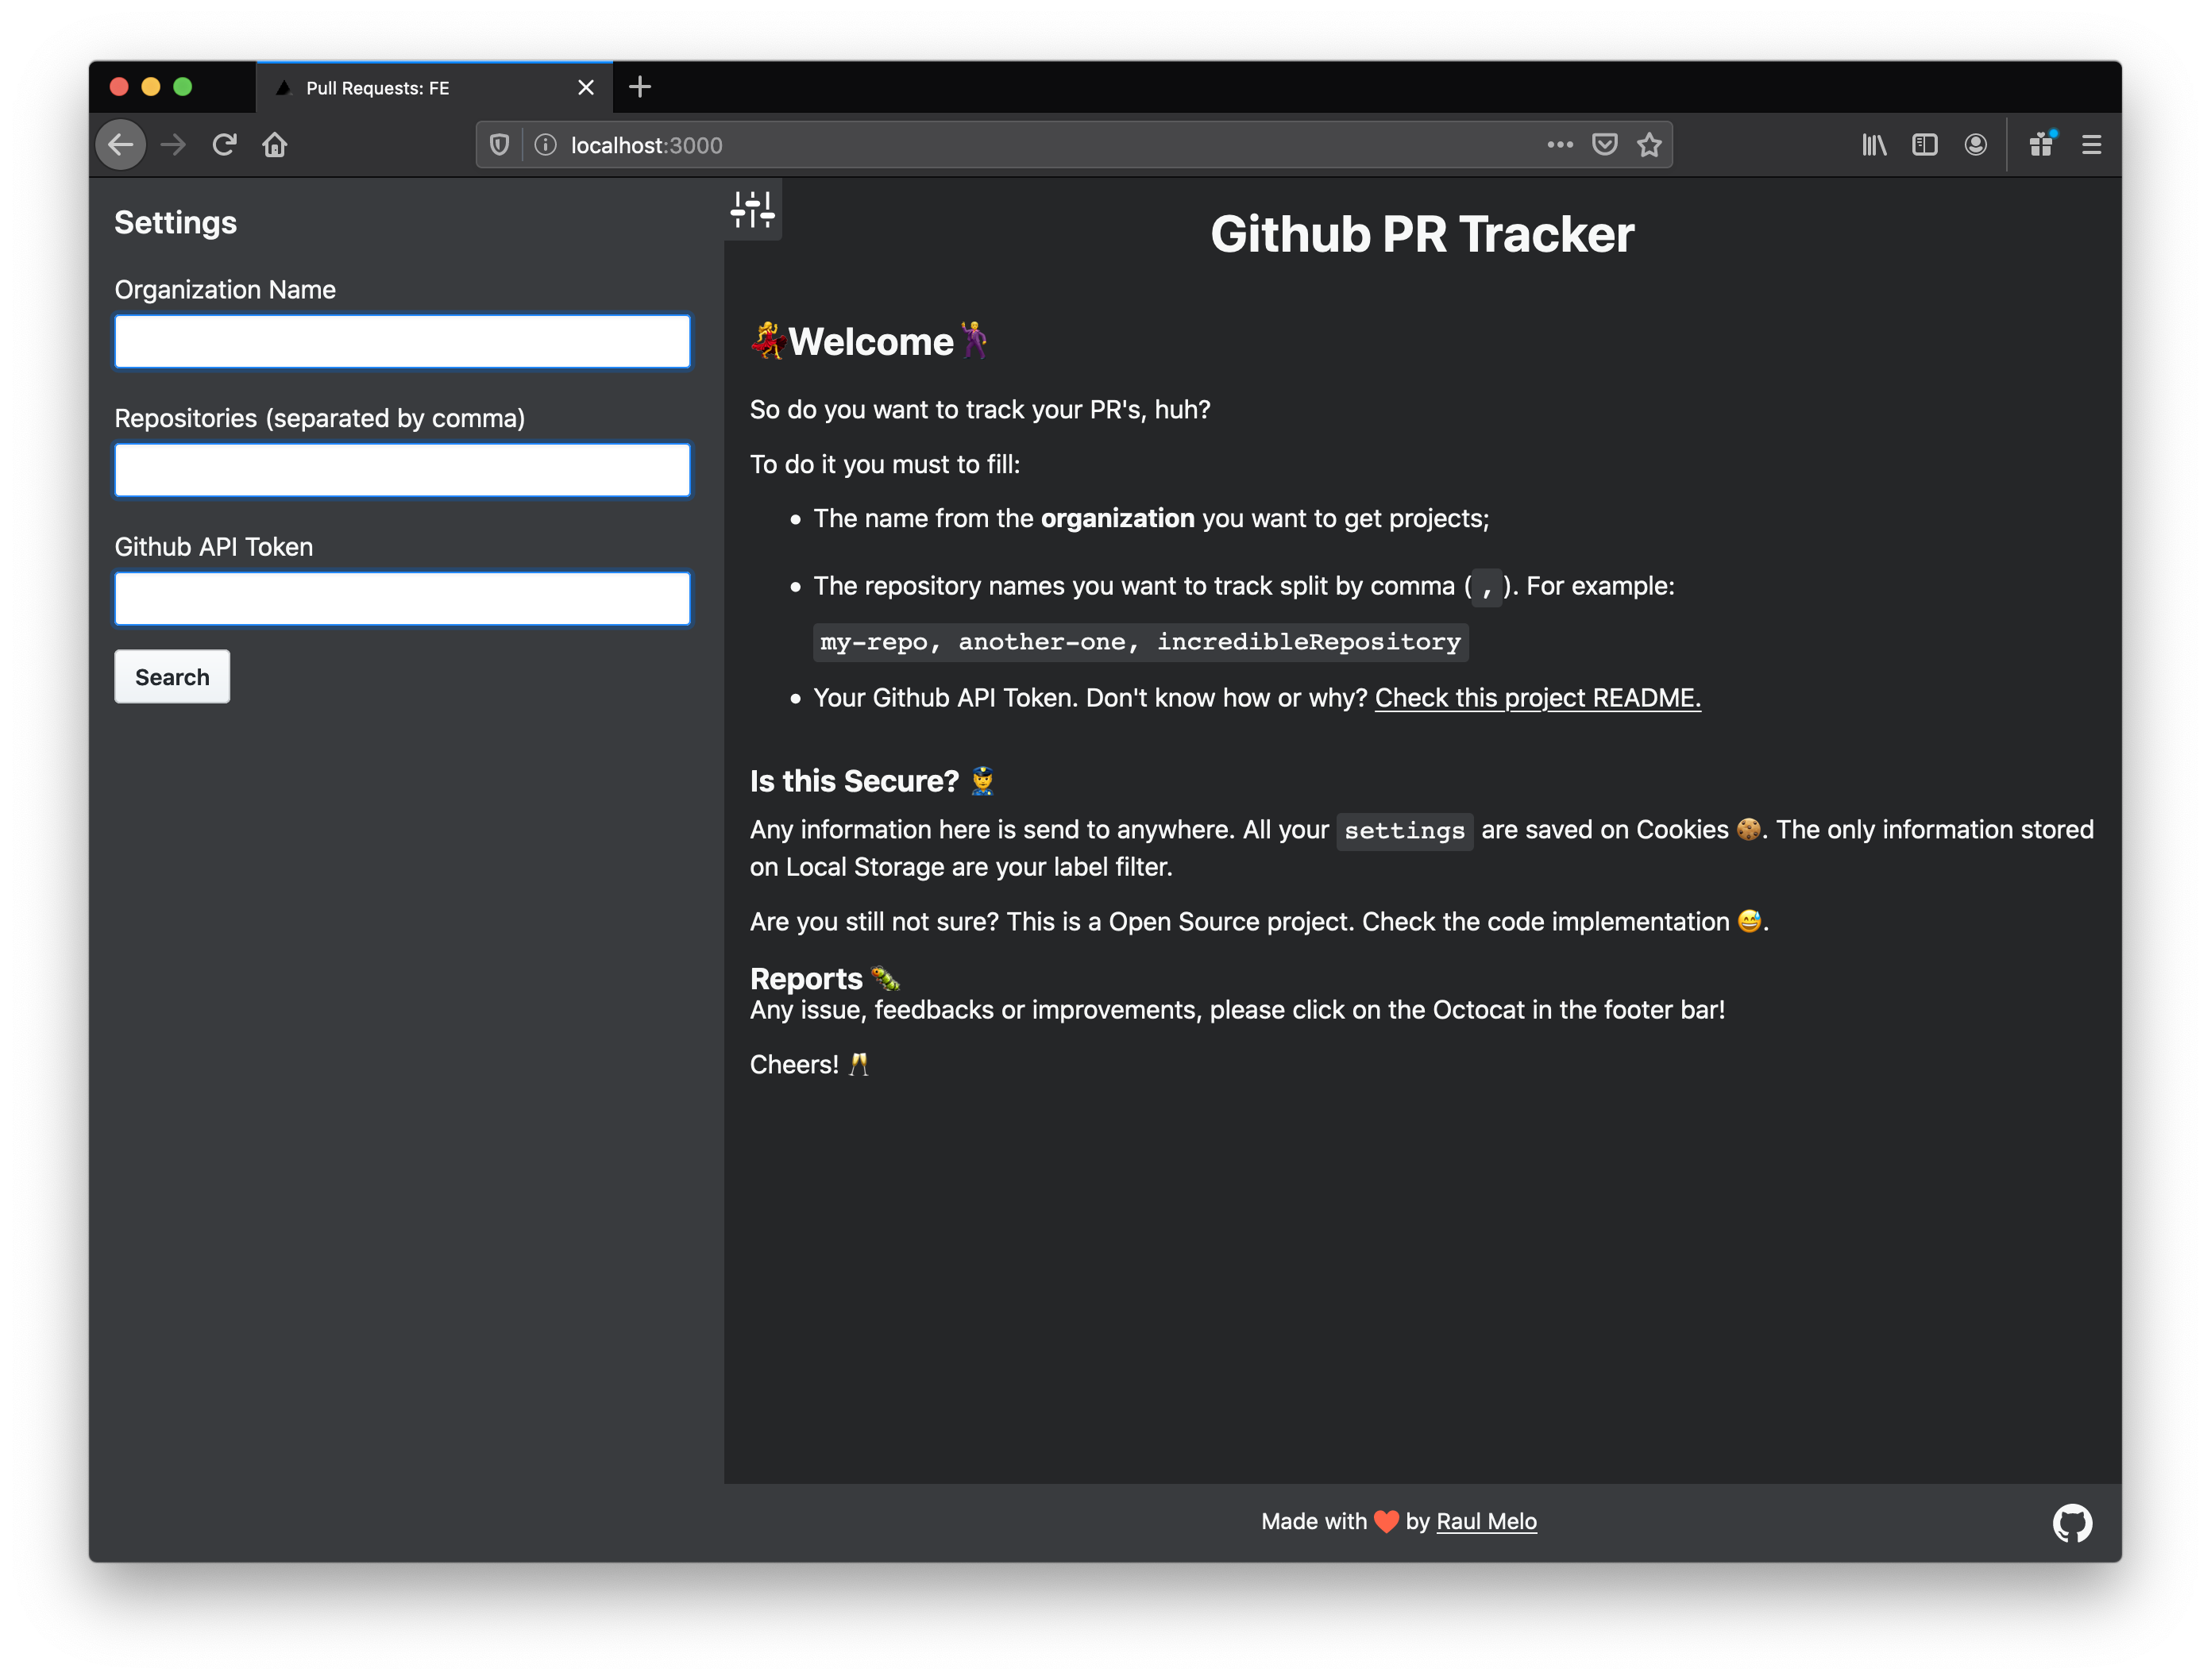 Pull Requests: FE
localhost:3000
Settings
Organization Name
Repositories (separated by comma)
Github API Token
Search
Github PR Tracker
💃Welcome🕺
So do you want to track your PR's, huh?
To do it you must to fill:
• The name from the organization you want to get projects;
• The repository names you want to track split by comma ( , ). For example:
my-repo, another-one, incredibleRepository
• Your Github API Token. Don't know how or why? Check this project README.
Is this Secure? 👮
Any information here is send to anywhere. All your settings are saved on Cookies 🍪. The only information stored
on Local Storage are your label filter.
Are you still not sure? This is a Open Source project. Check the code implementation 😅.
Reports 🐛
Any issue, feedbacks or improvements, please click on the Octocat in the footer bar!
Cheers! 🥂
Made with ❤️ by Raul Melo